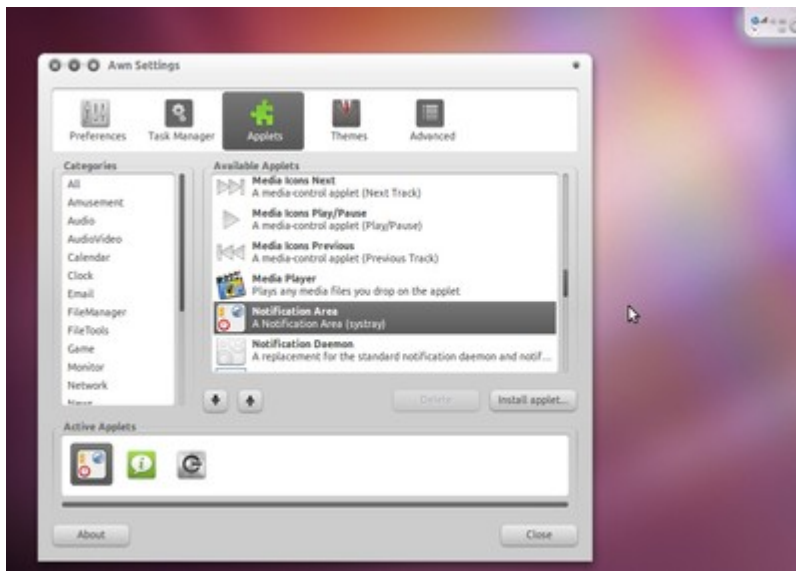 Awn Settings
Preferences
Task Manager
Applets
Themes
Advanced
Categories
All
Amusement
Audio
AudioVideo
Calendar
Clock
Email
FileManager
FileTools
Game
Monitor
Network
Available Applets
Media Icons Next
A media-control applet (Next Track)
Media Icons Play/Pause
A media-control applet (Play/Pause)
Media Icons Previous
A media-control applet (Previous Track)
Media Player
Plays any media files you drop on the applet
Notification Area
A Notification Area (systray)
Notification Daemon
A replacement for the standard notification daemon and notif...
Delete
Install applet...
Active Applets
About
Close